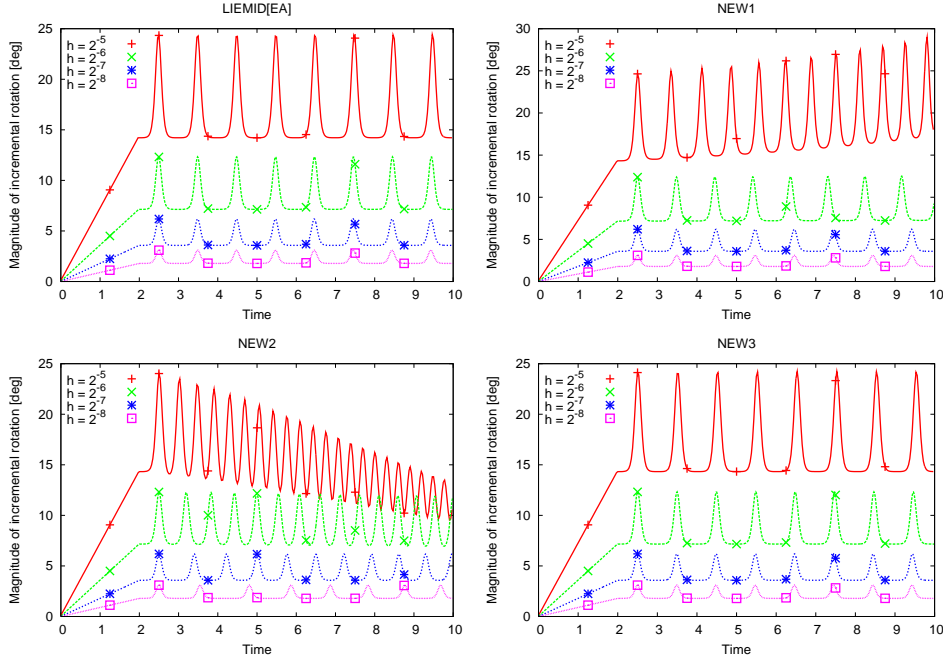 LIEMID[EA]
Magnitude of incremental rotation [deg]
25
20
15
10
5
0
h = 2^-5
h = 2^-6
h = 2^-7
h = 2^-8
0 1 2 3 4 5 6 7 8 9 10
Time
NEW1
Magnitude of incremental rotation [deg]
30
25
20
15
10
5
0
h = 2^-5
h = 2^-6
h = 2^-7
h = 2^-8
0 1 2 3 4 5 6 7 8 9 10
Time
NEW2
Magnitude of incremental rotation [deg]
25
20
15
10
5
0
h = 2^-5
h = 2^-6
h = 2^-7
h = 2^-8
0 1 2 3 4 5 6 7 8 9 10
Time
NEW3
Magnitude of incremental rotation [deg]
25
20
15
10
5
0
h = 2^-5
h = 2^-6
h = 2^-7
h = 2^-8
0 1 2 3 4 5 6 7 8 9 10
Time